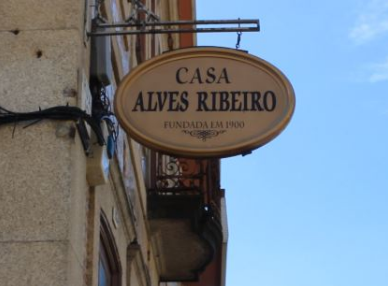 CASA
ALVES RIBEIRO
FUNDADA EM 1900